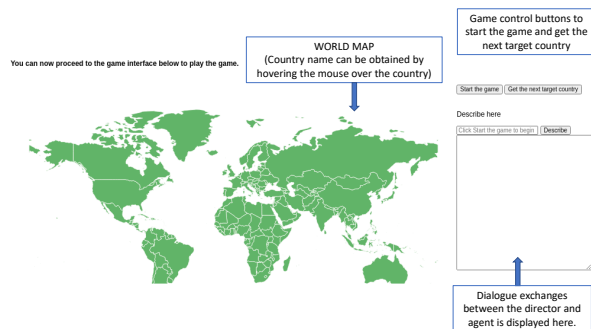 Game control buttons to
start the game and get the
next target country
WORLD MAP
(Country name can be obtained by
hovering the mouse over the country)
You can now proceed to the game interface below to play the game.
Start the game Get the next target country
Describe here
Click Start the game to begin Describe
Dialogue exchanges
between the director and
agent is displayed here.